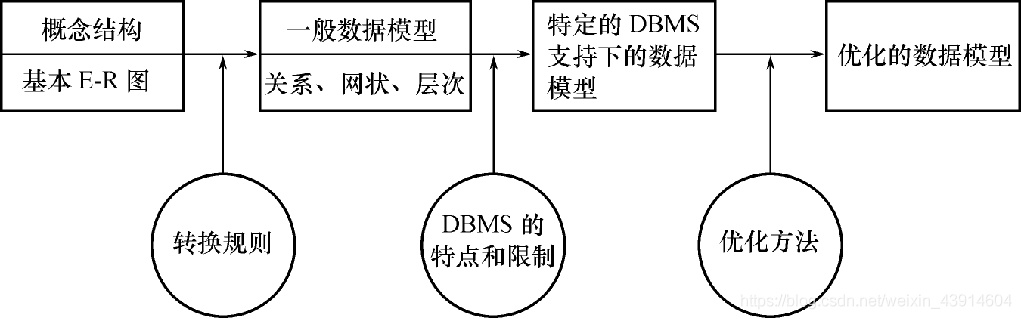 概念结构
基本 E-R 图
一般数据模型
关系、网状、层次
特定的 DBMS
支持下的数据
模型
优化的数据模型
转换规则
DBMS 的
特点和限制
优化方法
https://blog.csdn.net/weixin_43914604